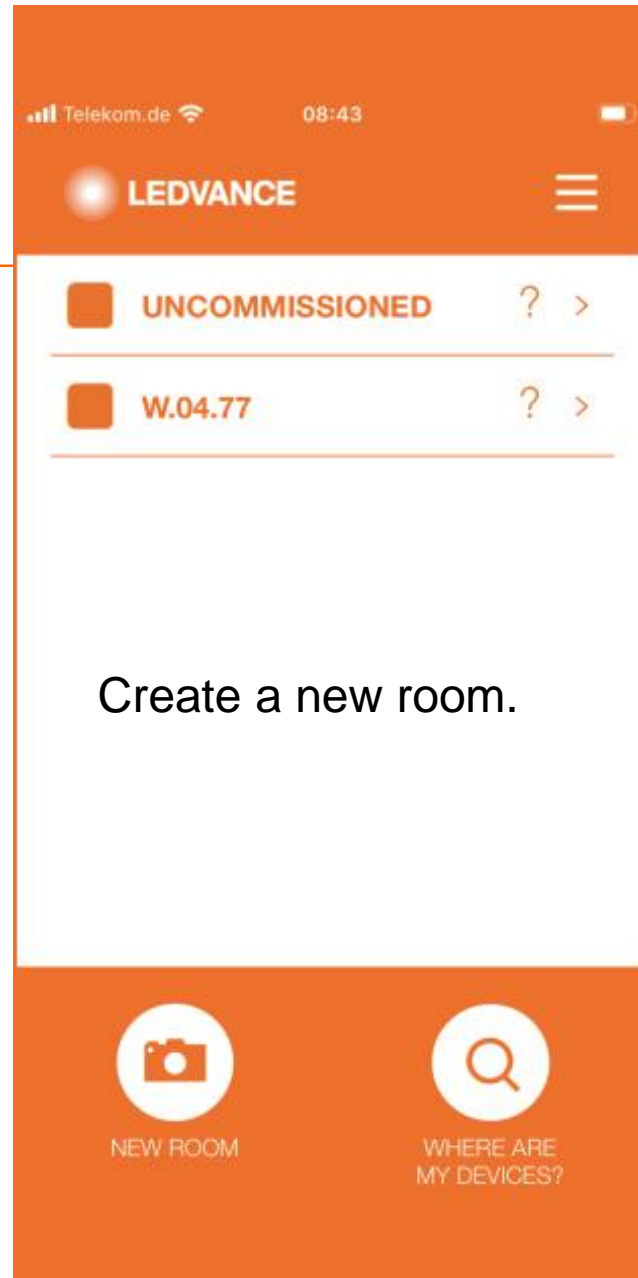 Telekom.de 08:43
LEDVANCE
UNCOMMISSIONED ? >
W.04.77 ? >
Create a new room.
NEW ROOM
WHERE ARE
MY DEVICES?